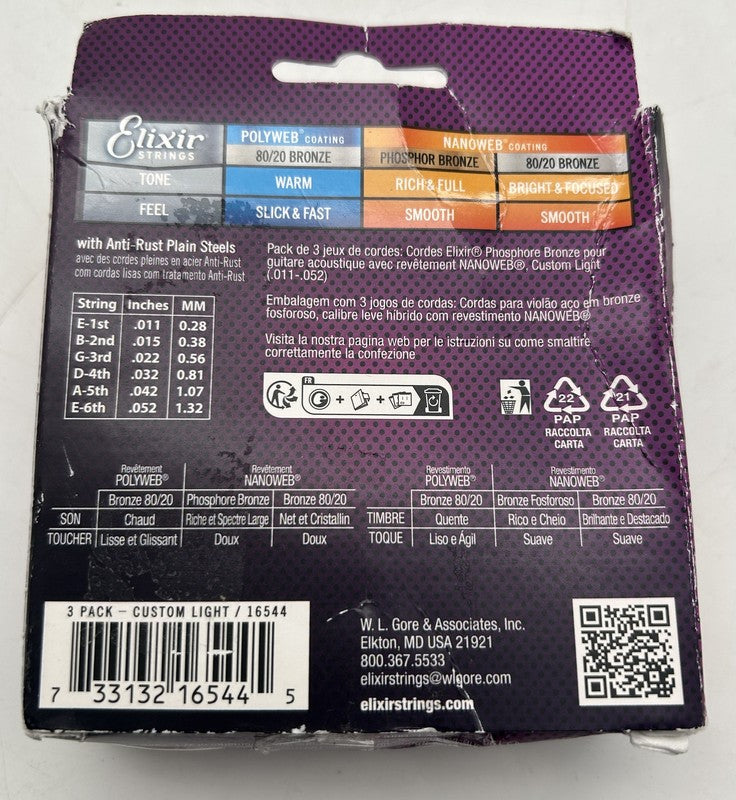 Elixir®
STRINGS
POLYWEB® COATING
NANOWEB® COATING
80/20 BRONZE PHOSPHOR BRONZE 80/20 BRONZE
TONE WARM RICH & FULL BRIGHT & FOCUSED
FEEL SLICK & FAST SMOOTH SMOOTH
with Anti-Rust Plain Steels
avec des cordes pleines en acier Anti-Rust
com cordas lisas com tratamento Anti-Rust
String Inches MM
E-1st .011 0.28
B-2nd .015 0.38
G-3rd .022 0.56
D-4th .032 0.81
A-5th .042 1.07
E-6th .052 1.32
Pack de 3 jeux de cordes: Cordes Elixir® Phosphore Bronze pour
guitare acoustique avec revêtement NANOWEB®, Custom Light
(.011-.052)
Embalagem com 3 jogos de cordas: Cordas para violão aço em bronze
fosforoso, calibre leve híbrido com revestimento NANOWEB®
Visita la nostra pagina web per le istruzioni su come smaltire
correttamente la confezione
FR
+ + 
22
PAP
RACCOLTA
CARTA
21
PAP
RACCOLTA
CARTA
Revêtement
POLYWEB®
Revêtement
NANOWEB®
Bronze 80/20 Phosphore Bronze Bronze 80/20
SON Chaud Riche et Spectre Large Net et Cristallin
TOUCHER Lisse et Glissant Doux Doux
Revestimento
POLYWEB®
Revestimento
NANOWEB®
Bronze 80/20 Bronze Fosforoso Bronze 80/20
TIMBRE Quente Rico e Cheio Brilhante e Destacado
TOQUE Liso e Ágil Suave Suave
3 PACK – CUSTOM LIGHT / 16544
7 33132 16544 5
W. L. Gore & Associates, Inc.
Elkton, MD USA 21921
800.367.5533
elixirstrings@wlgore.com
elixirstrings.com